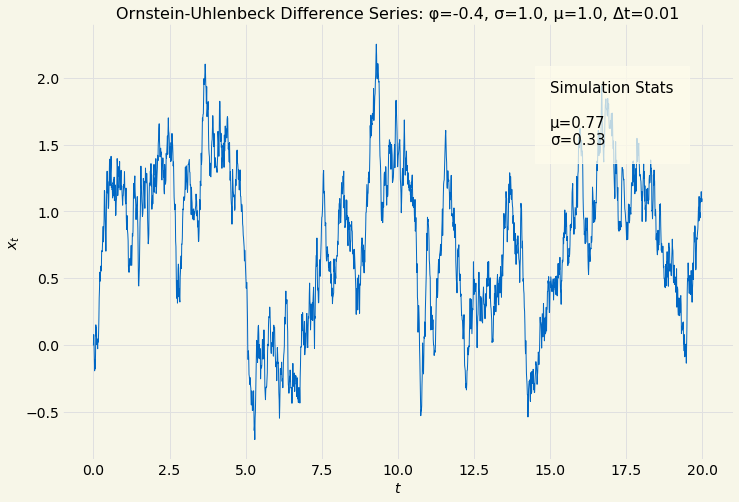 Ornstein-Uhlenbeck Difference Series: φ=-0.4, σ=1.0, μ=1.0, Δt=0.01
Simulation Stats
μ=0.77
σ=0.33
2.0
1.5
1.0
0.5
0.0
−0.5
x_t
0.0 2.5 5.0 7.5 10.0 12.5 15.0 17.5 20.0
t